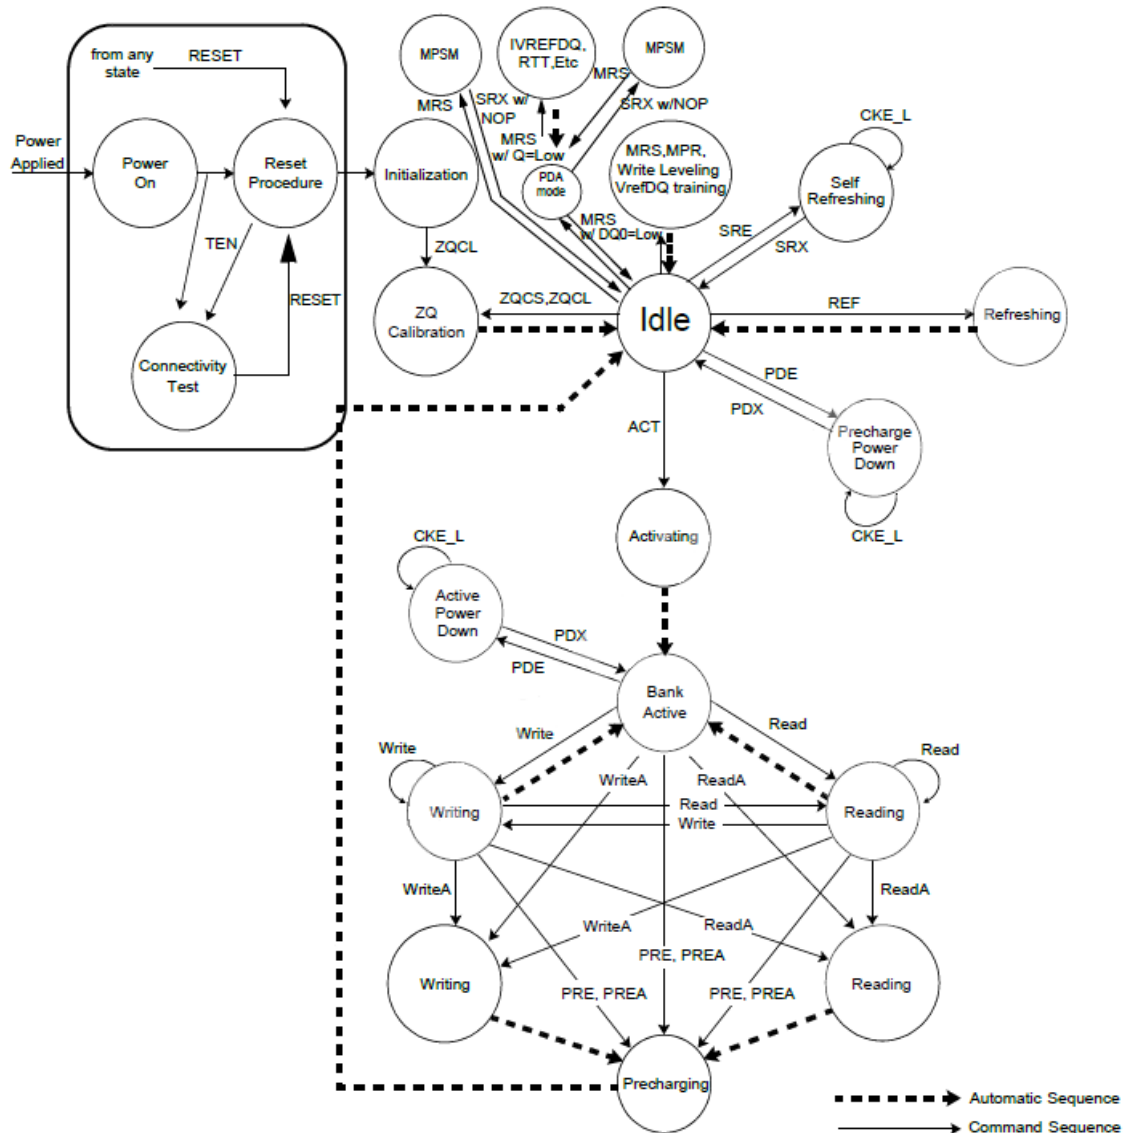 from any
state
RESET
Power
Applied
Power
On
Reset
Procedure
TEN
RESET
Connectivity
Test
Initialization
ZQCL
ZQ
Calibration
MPSM
MRS
SRX w/
NOP
IVREFDQ,
RTT,Etc
MRS
w/ Q=Low
PDA
mode
MRS
MPSM
SRX w/NOP
MRS
w/ DQ0=Low
MRS,MPR,
Write Leveling
VrefDQ training
CKE_L
Self
Refreshing
SRE
SRX
ZQCS,ZQCL
Idle
REF
Refreshing
PDE
PDX
Precharge
Power
Down
CKE_L
ACT
Activating
CKE_L
Active
Power
Down
PDX
PDE
Bank
Active
Write
Read
Write
Read
WriteA
ReadA
Writing
Read
Write
Reading
WriteA
ReadA
WriteA
ReadA
PRE, PREA
Writing
Reading
PRE, PREA
PRE, PREA
Precharging
Automatic Sequence
Command Sequence